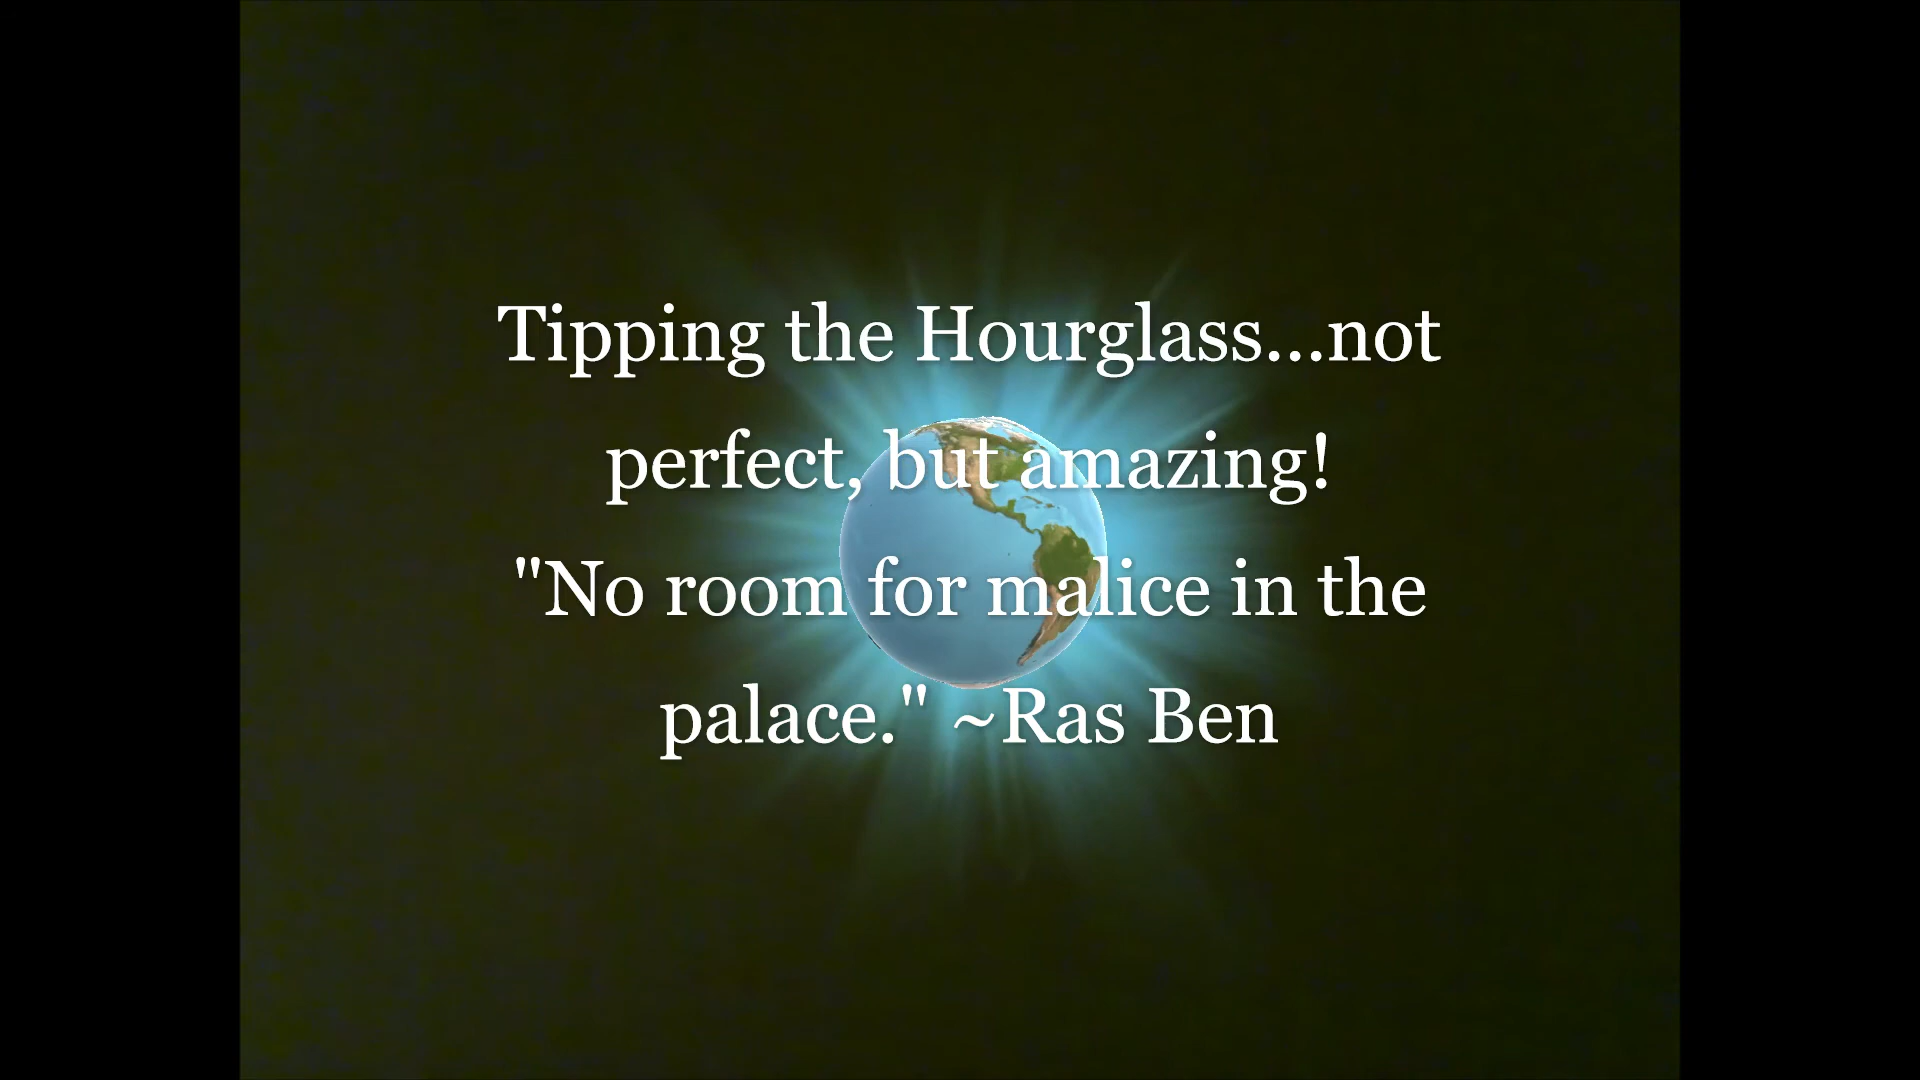 Tipping the Hourglass...not
perfect, but amazing!
"No room for malice in the
palace." ~Ras Ben